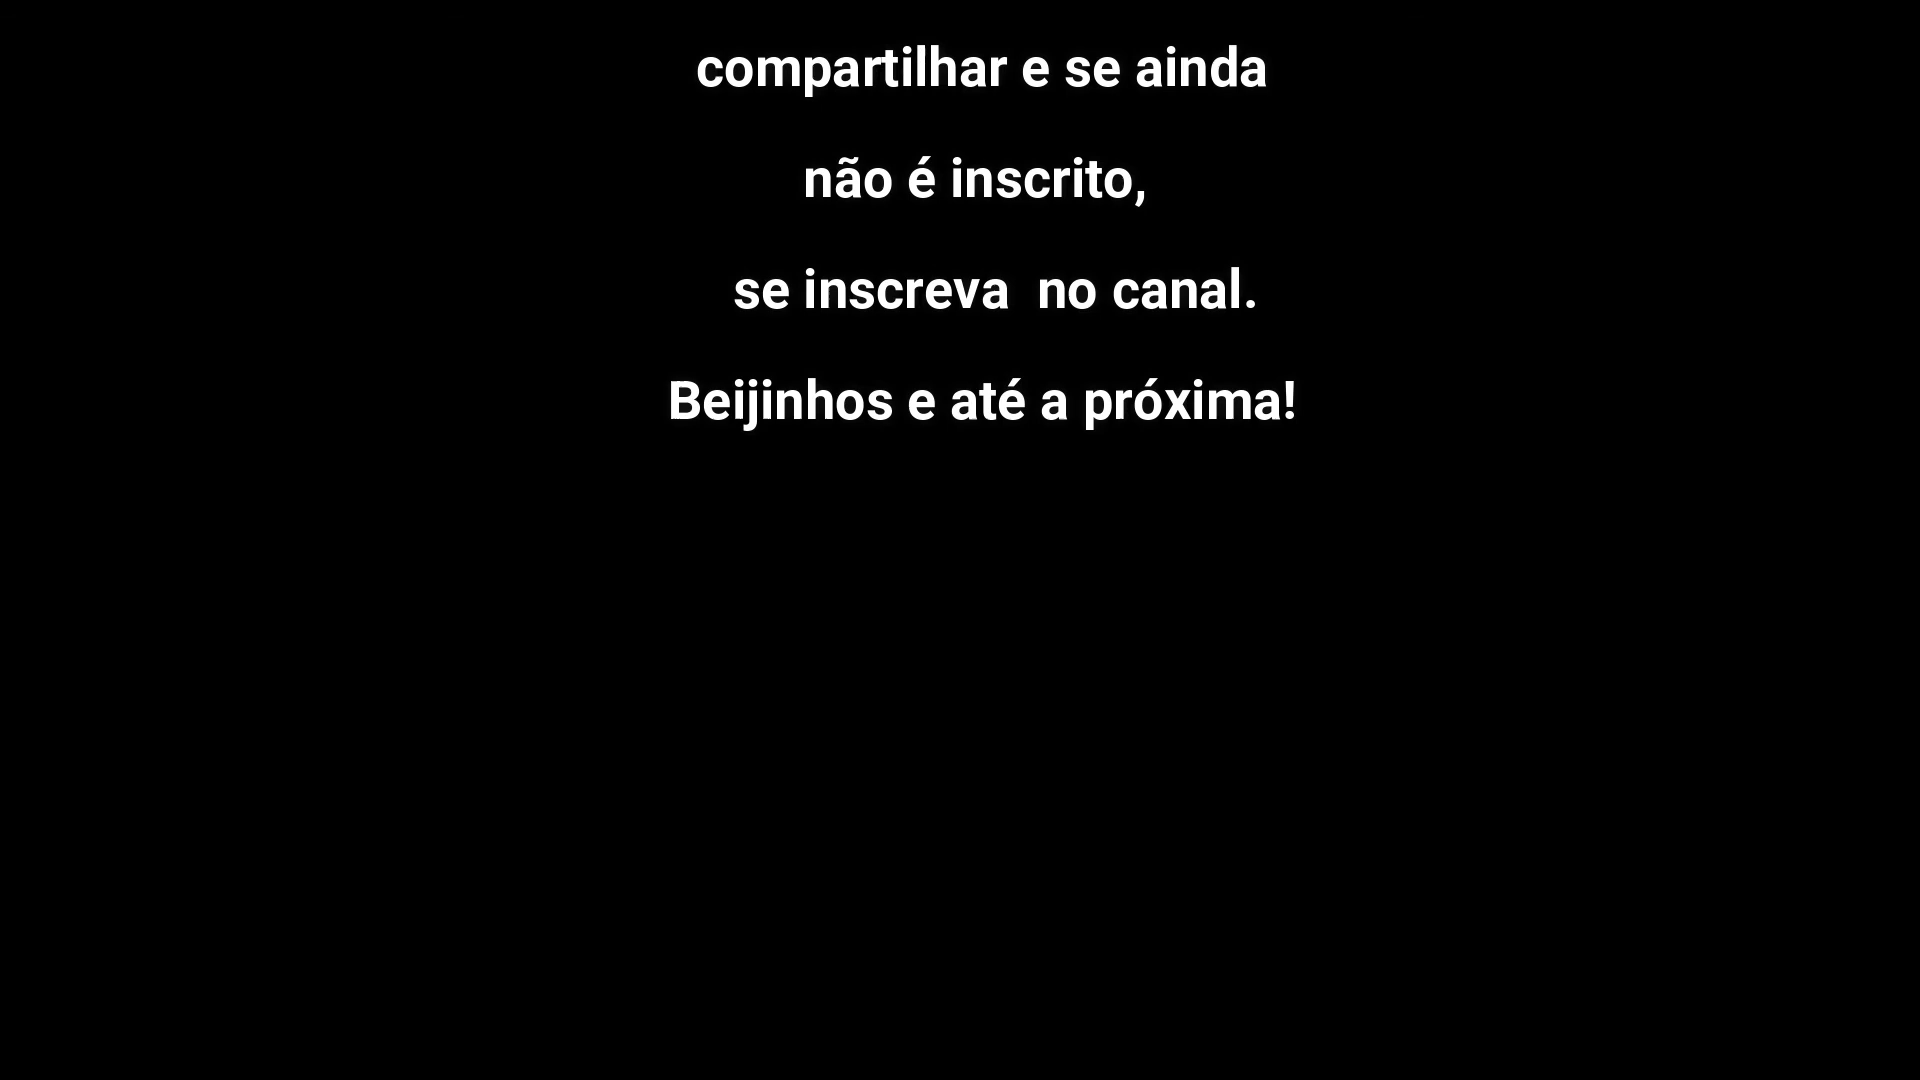 compartilhar e se ainda
não é inscrito,
se inscreva  no canal.
Beijinhos e até a próxima!